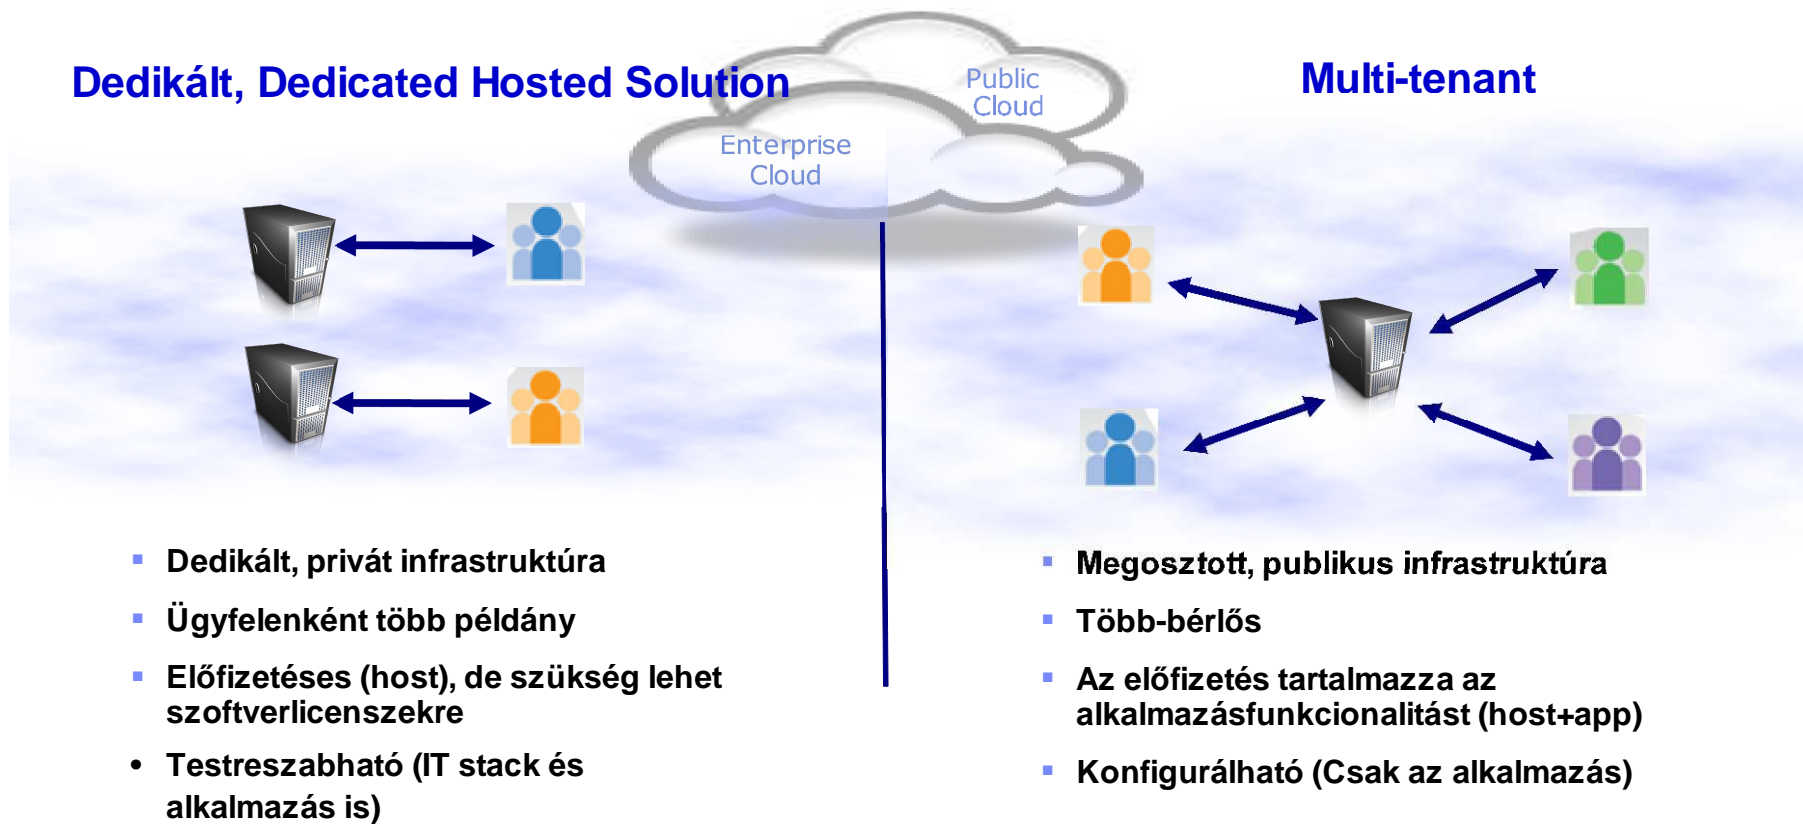 Dedikált, Dedicated Hosted Solution
Public
Cloud
Enterprise
Cloud
Multi-tenant
Dedikált, privát infrastruktúra
Ügyfelenként több példány
Előfizetéses (host), de szükség lehet
szoftverlicenszekre
Testreszabható (IT stack és
alkalmazás is)
Megosztott, publikus infrastruktúra
Több-bérlős
Az előfizetés tartalmazza az
alkalmazásfunkcionalitást (host+app)
Konfigurálható (Csak az alkalmazás)